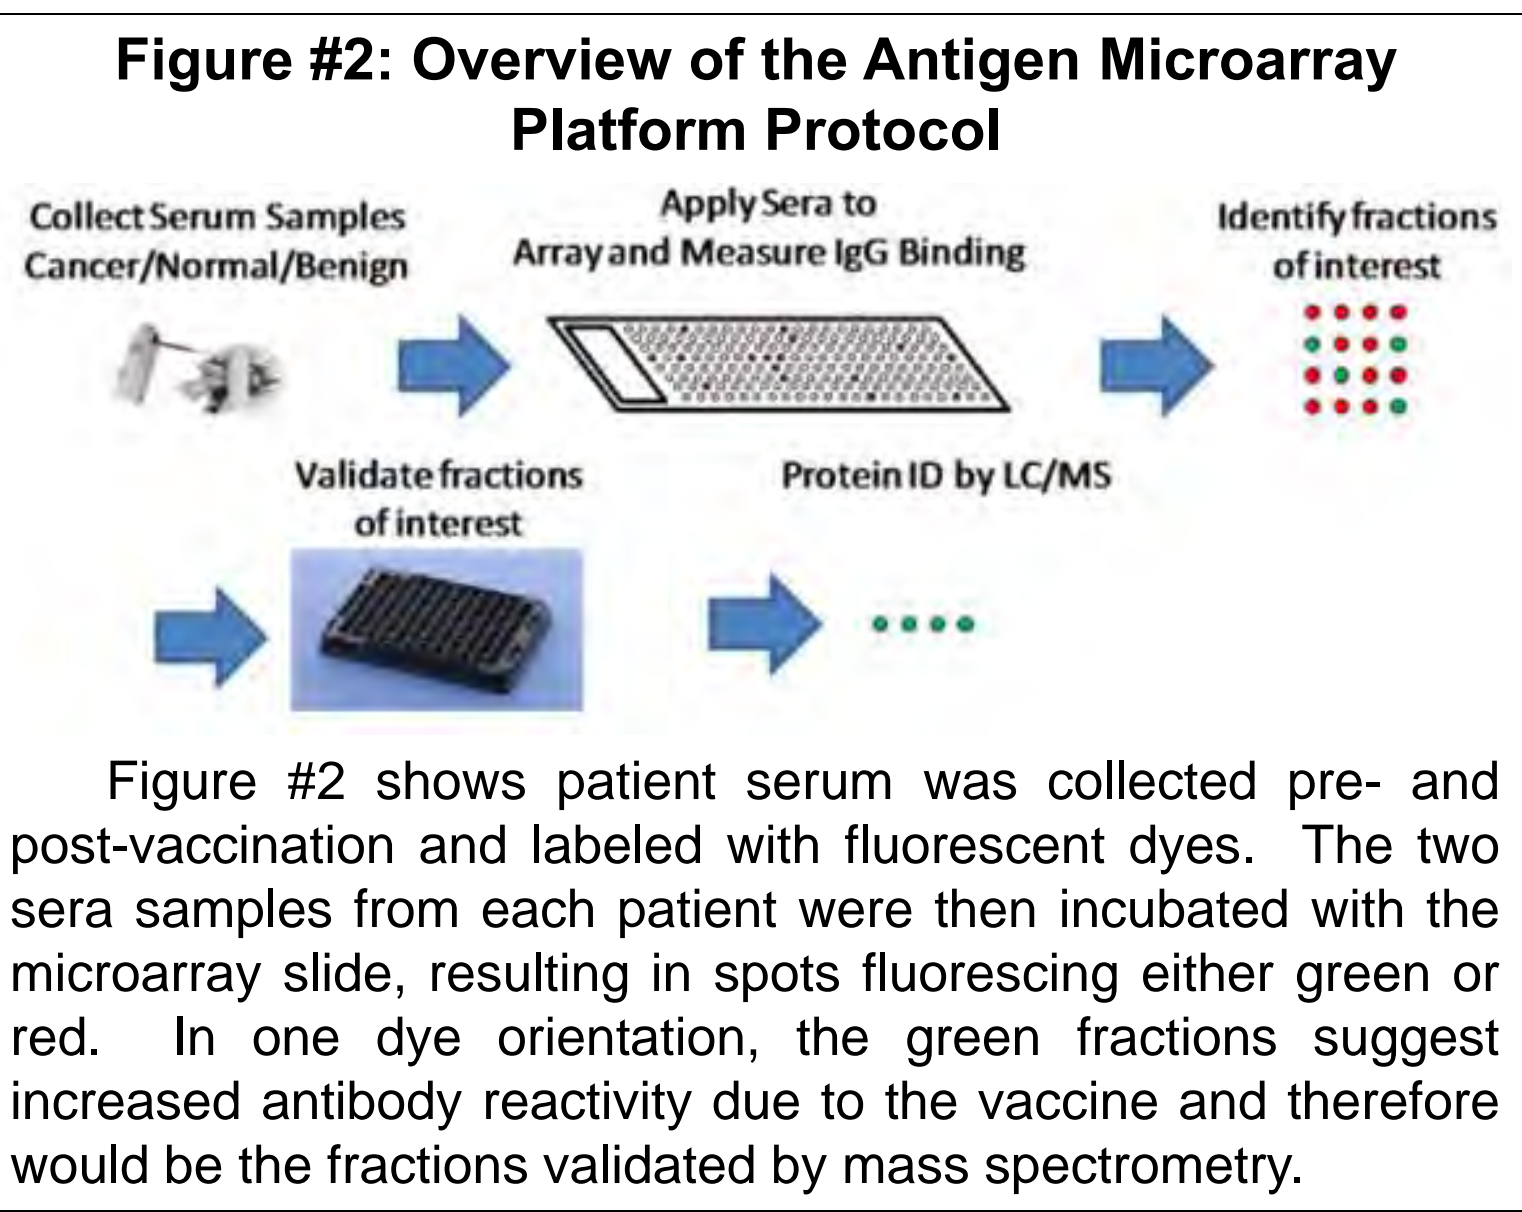 Figure #2: Overview of the Antigen Microarray
Platform Protocol
Collect Serum Samples
Cancer/Normal/Benign
Apply Sera to
Array and Measure IgG Binding
Identify fractions
of interest
Validate fractions
of interest
Protein ID by LC/MS
Figure #2 shows patient serum was collected pre- and
post-vaccination and labeled with fluorescent dyes. The two
sera samples from each patient were then incubated with the
microarray slide, resulting in spots fluorescing either green or
red. In one dye orientation, the green fractions suggest
increased antibody reactivity due to the vaccine and therefore
would be the fractions validated by mass spectrometry.